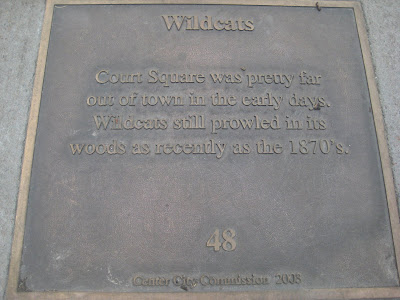 Wildcats
Court Square was pretty far
out of town in the early days.
Wildcats still prowled in its
woods as recently as the 1870's.
48
Center City Commission 2003